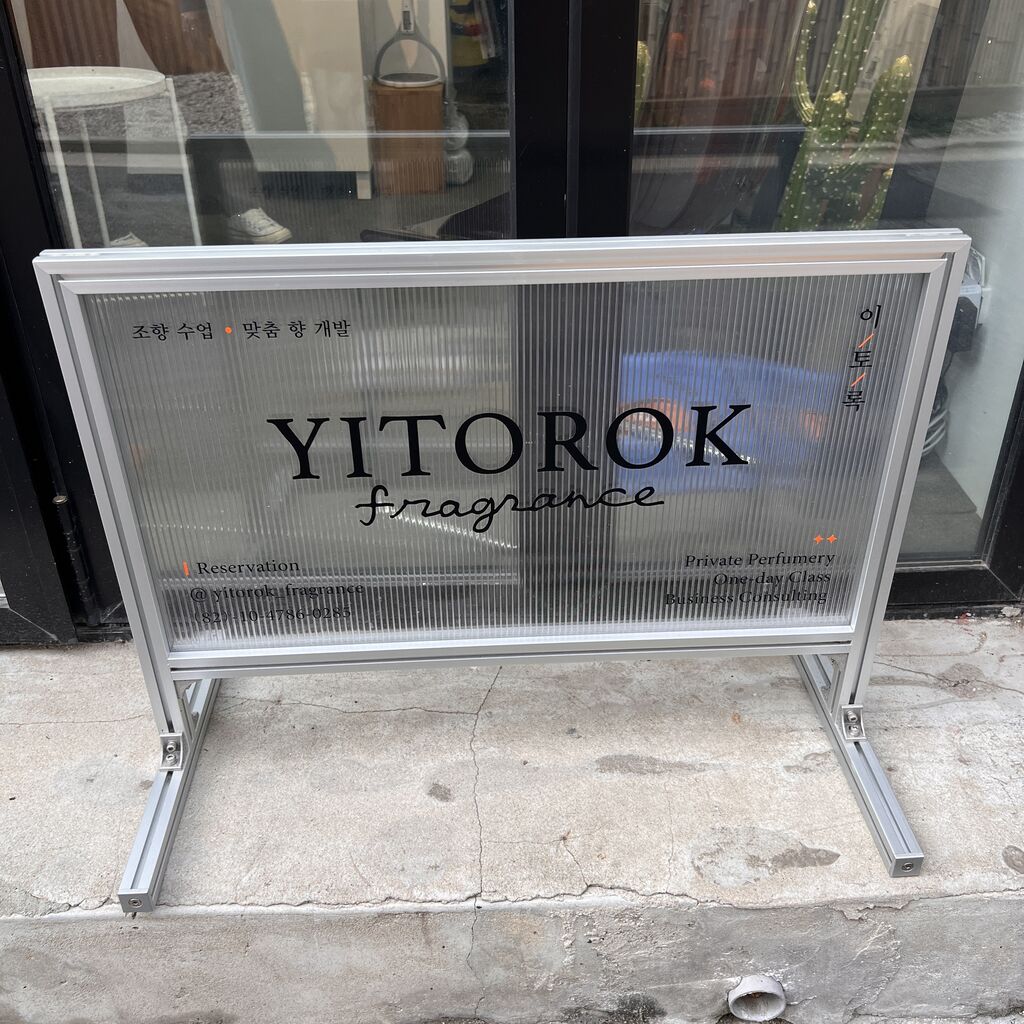 조향 수업 • 맞춤 향 개발
이/토/록
YITOROK
fragrance
Reservation
@ yitorok_fragrance
(82)-10-4786-0285
Private Perfumery
One-day Class
Business Consulting